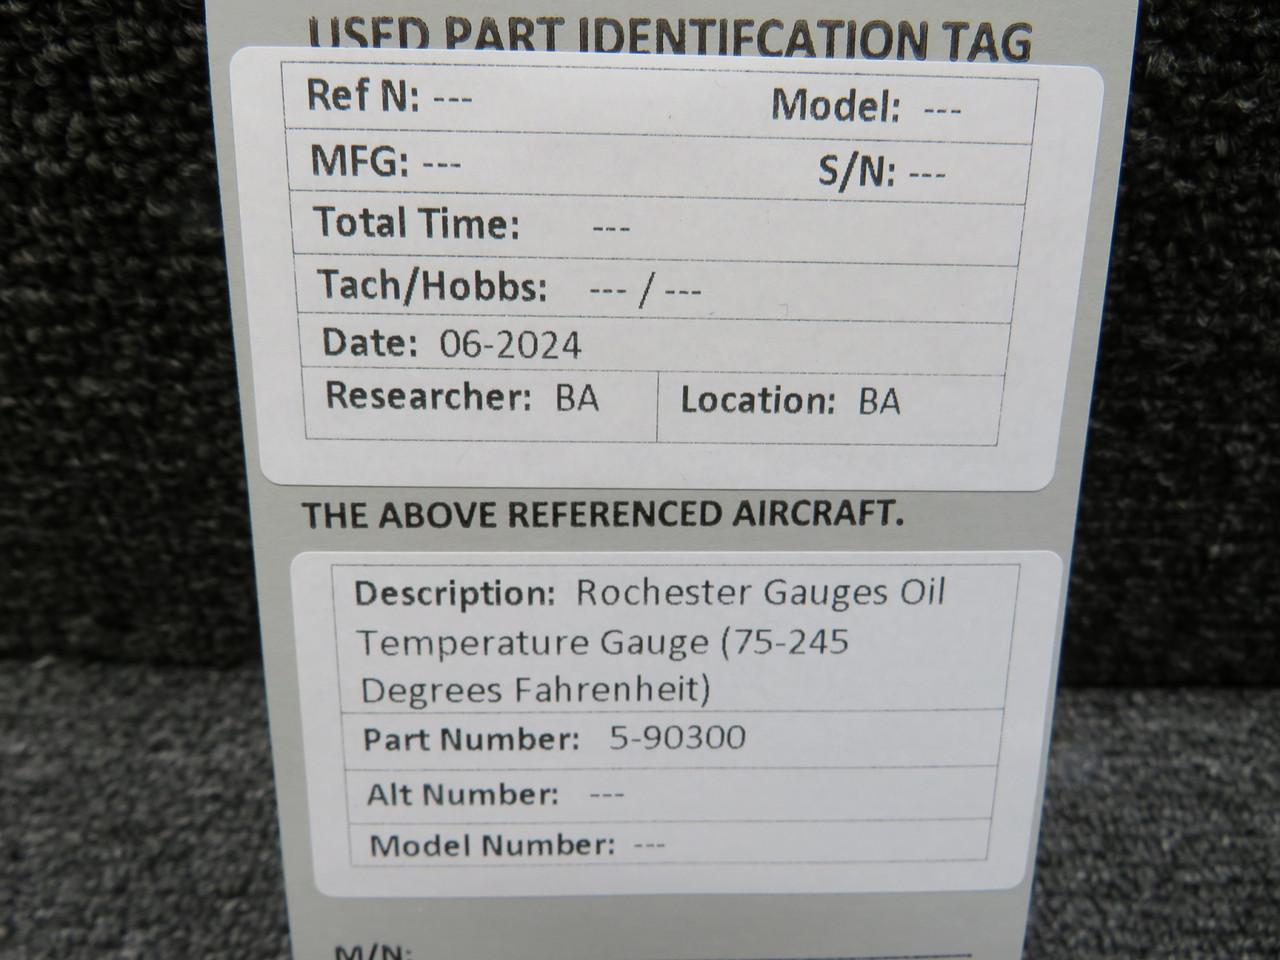 USED PART IDENTIFCATION TAG
Ref N: --- Model: ---
MFG: --- S/N: ---
Total Time: ---
Tach/Hobbs: --- / ---
Date: 06-2024
Researcher: BA Location: BA
THE ABOVE REFERENCED AIRCRAFT.
Description: Rochester Gauges Oil
Temperature Gauge (75-245
Degrees Fahrenheit)
Part Number: 5-90300
Alt Number: ---
Model Number: ---
M/N: